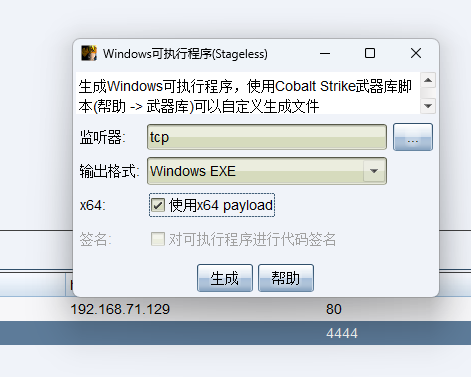 Windows可执行程序(Stageless)
生成Windows可执行程序，使用Cobalt Strike武器库脚
本(帮助 -> 武器库)可以自定义生成文件
监听器: tcp ...
输出格式: Windows EXE
x64: 使用x64 payload
签名: 对可执行程序进行代码签名
生成 帮助
192.168.71.129 80
4444